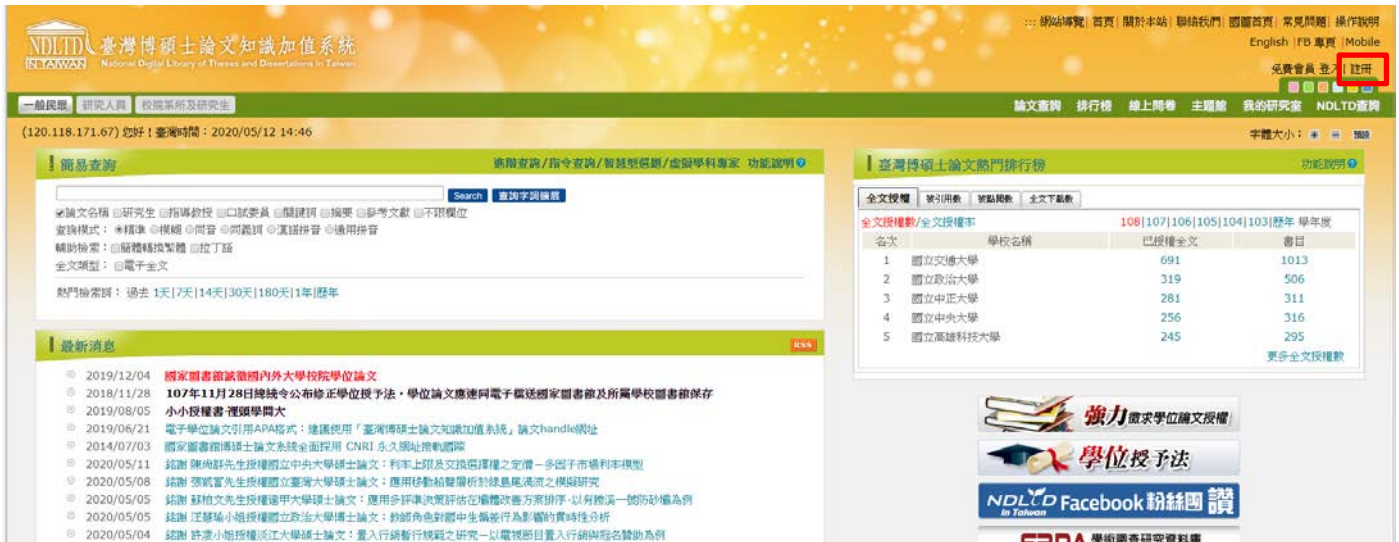 ::: 網站導覽| 首頁| 關於本站| 聯絡我們| 國圖首頁| 常見問題| 操作說明
English |FB 專頁 |Mobile
免費會員 登入| 註冊
NDLTD IN TAIWAN 臺灣博碩士論文知識加值系統
National Digital Library of Theses and Dissertations in Taiwan
一般民眾 研究人員 校院系所及研究生
論文查詢 排行榜 線上問卷 主題館 我的研究室 NDLTD查詢
(120.118.171.67) 您好！臺灣時間：2020/05/12 14:46
字體大小：
簡易查詢
進階查詢/指令查詢/智慧型選題/虛擬學科專家 功能說明
Search 查詢字詞擴展
論文名稱 研究生 指導教授 口試委員 關鍵詞 摘要 參考文獻 不限欄位
查詢模式： 精準 模糊 同音 同義詞 漢語拼音 通用拼音
輔助檢索： 簡體轉換繁體 拉丁語
全文類型： 電子全文
熱門檢索詞： 過去 1天|7天|14天|30天|180天|1年|歷年
臺灣博碩士論文熱門排行榜
功能說明
全文授權 被引用數 被點閱數 全文下載數
全文授權數/全文授權率
108|107|106|105|104|103|歷年 學年度
名次 學校名稱 已授權全文 書目
1 國立交通大學 691 1013
2 國立政治大學 319 506
3 國立中正大學 281 311
4 國立中央大學 256 316
5 國立高雄科技大學 245 295
更多全文授權數
最新消息
RSS
2019/12/04 國家圖書館誠徵國內外大學校院學位論文
2018/11/28 107年11月28日總統令公布修正學位授予法，學位論文應連同電子檔送國家圖書館及所屬學校圖書館保存
2019/08/05 小小授權書‧裡頭學問大
2019/06/21 電子學位論文引用APA格式：建議使用「臺灣博碩士論文知識加值系統」論文handle網址
2014/07/03 國家圖書館博碩士論文系統全面採用 CNRI 永久網址接軌國際
2020/05/11 銘謝 陳尚群先生授權國立中央大學碩士論文：利率上限及交換選擇權之定價－多因子市場利率模型
2020/05/08 銘謝 張凱富先生授權國立臺灣大學碩士論文：應用移動船聲層析於綠島尾渦流之模擬研究
2020/05/05 銘謝 蘇柏文先生授權逢甲大學碩士論文：應用多評準決策評估在壩體改善方案排序-以有勝溪一號防砂壩為例
2020/05/05 銘謝 汪慧瑜小姐授權國立政治大學博士論文：教師角色對國中生偏差行為影響的貫時性分析
2020/05/04 銘謝 許淩小姐授權淡江大學碩士論文：置入行銷暫行規範之研究－以電視節目置入行銷與冠名贊助為例
強力徵求學位論文授權
學位授予法
NDLTD in Taiwan Facebook 粉絲團 讚
學術調查研究資料庫